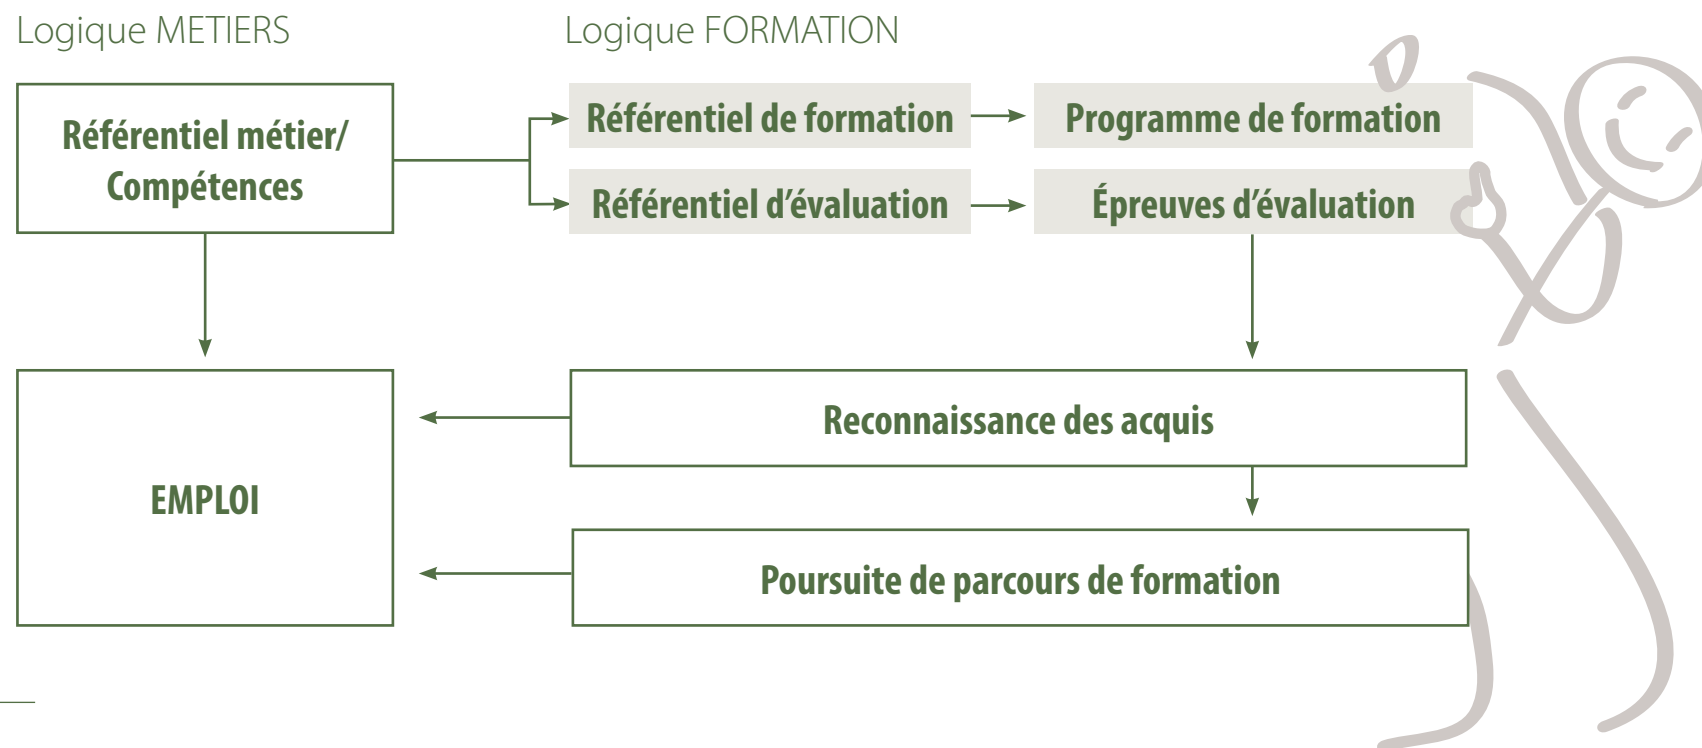 Logique METIERS
Logique FORMATION
Référentiel métier/
Compétences
Référentiel de formation
Programme de formation
Référentiel d'évaluation
Épreuves d'évaluation
Reconnaissance des acquis
EMPLOI
Poursuite de parcours de formation